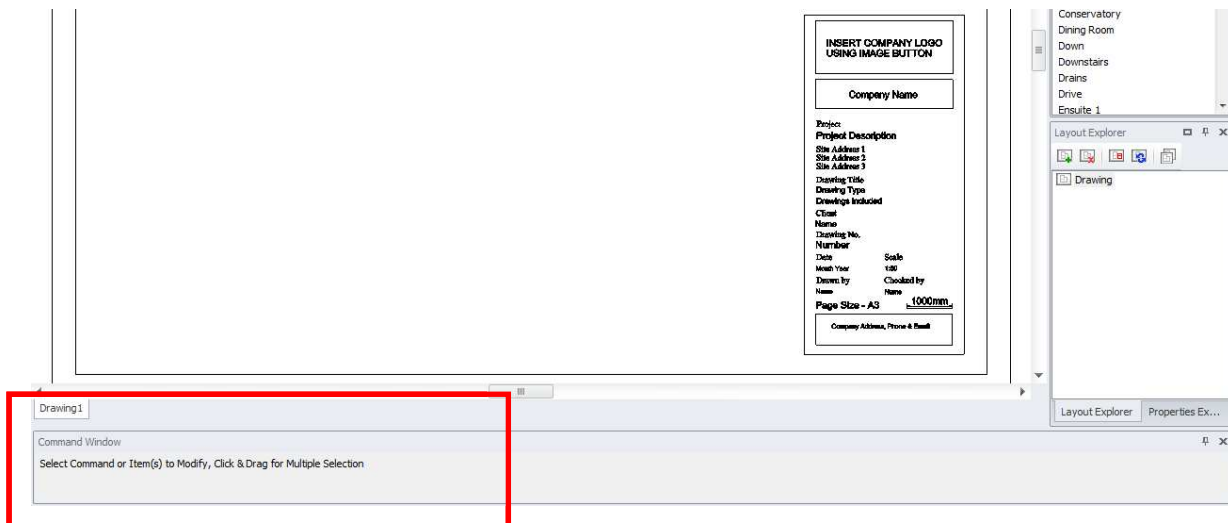 INSERT COMPANY LOGO
USING IMAGE BUTTON
Company Name
Project
Project Description
Site Address 1
Site Address 2
Site Address 3
Drawing Title
Drawing Type
Drawings Included
Client
Name
Drawing No.
Number
Date Scale
Month Year 1:50
Drawn by Checked by
Name Name
Page Size - A3 1000mm
Company Address, Phone & Email
Conservatory
Dining Room
Down
Downstairs
Drains
Drive
Ensuite 1
Layout Explorer
Drawing
Layout Explorer Properties Ex...
Drawing1
Command Window
Select Command or Item(s) to Modify, Click & Drag for Multiple Selection